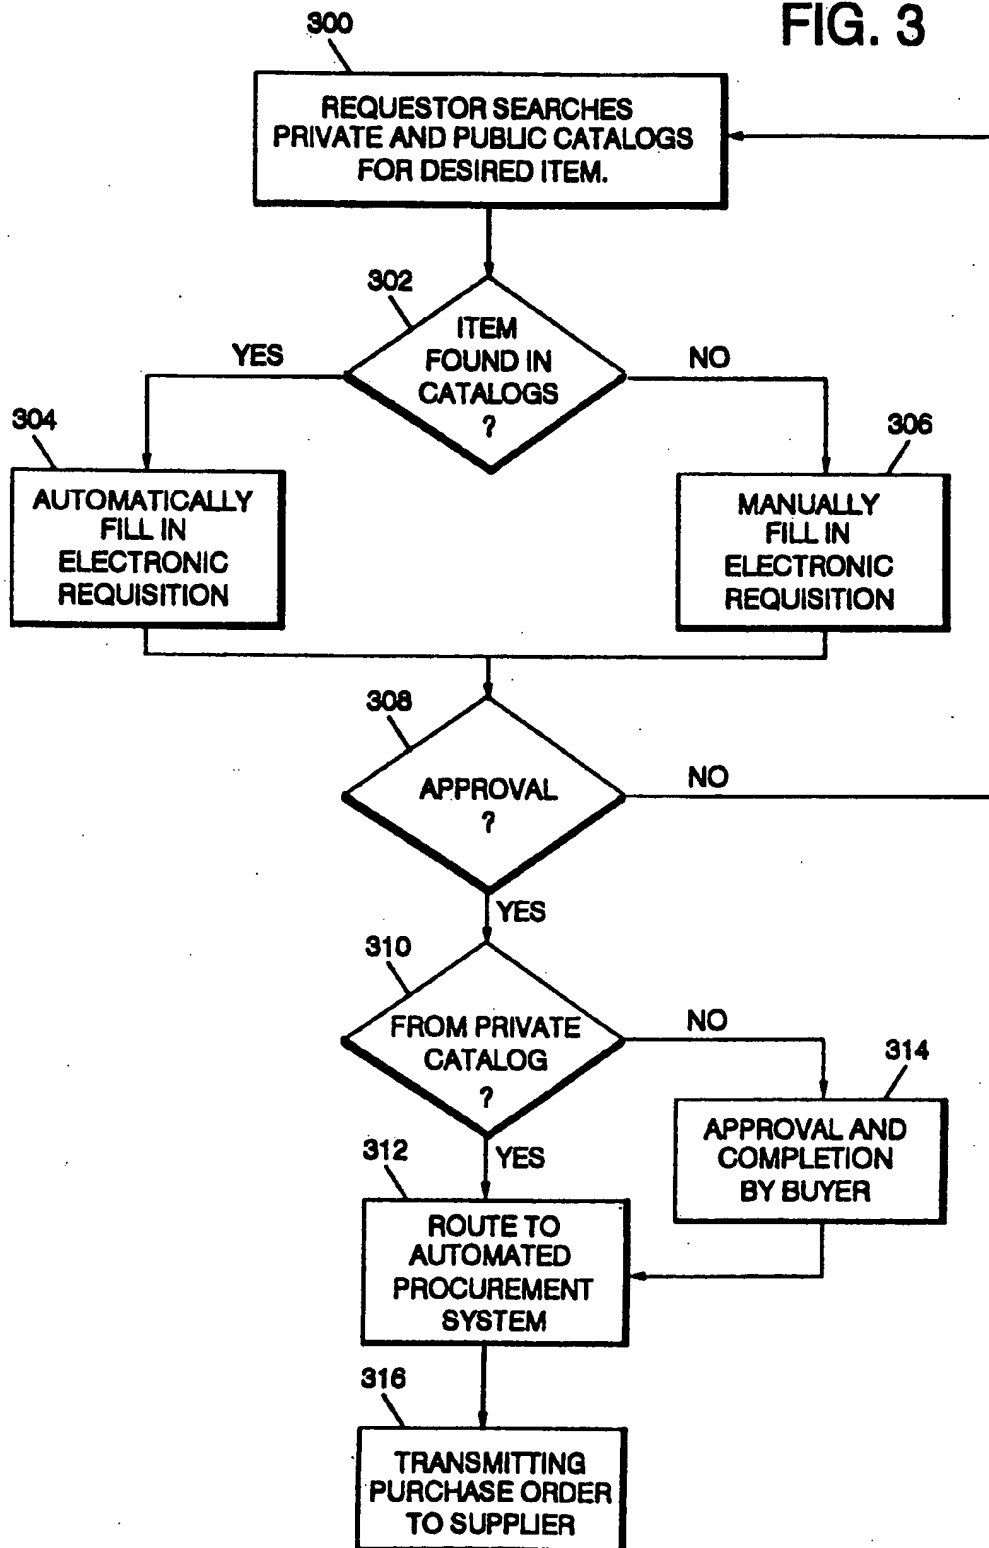 FIG. 3
300
REQUESTOR SEARCHES
PRIVATE AND PUBLIC CATALOGS
FOR DESIRED ITEM.
302
ITEM
FOUND IN
CATALOGS
?
YES
NO
304
306
AUTOMATICALLY
FILL IN
ELECTRONIC
REQUISITION
MANUALLY
FILL IN
ELECTRONIC
REQUISITION
308
APPROVAL
?
NO
YES
310
FROM PRIVATE
CATALOG
?
NO
314
APPROVAL AND
COMPLETION
BY BUYER
YES
312
ROUTE TO
AUTOMATED
PROCUREMENT
SYSTEM
316
TRANSMITTING
PURCHASE ORDER
TO SUPPLIER